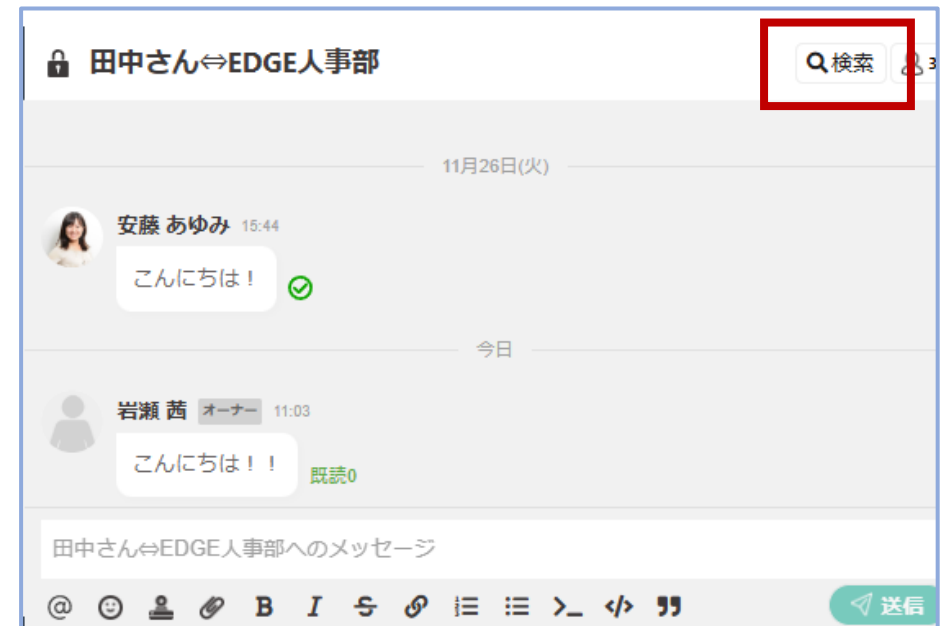 田中さん⇔EDGE人事部
検索
3
11月26日(火)
安藤 あゆみ 15:44
こんにちは！
今日
岩瀬 茜 オーナー 11:03
こんにちは！！
既読0
田中さん⇔EDGE人事部へのメッセージ
送信